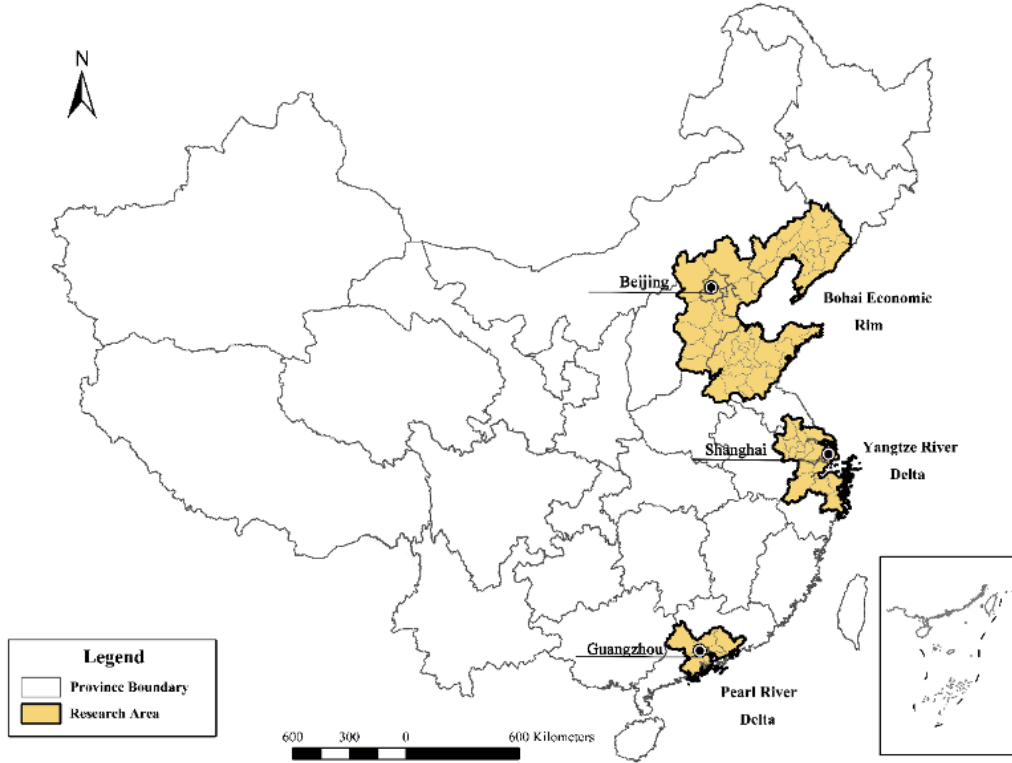 N
Beijing
Bohai Economic
Rim
Shanghai
Yangtze River
Delta
Guangzhou
Pearl River
Delta
Legend
Province Boundary
Research Area
600 300 0 600 Kilometers